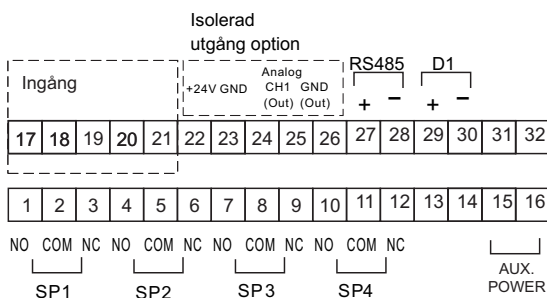 Isolerad
utgång option
RS485 D1
Ingång
Analog
+24V GND CH1 GND
(Out) (Out)
+ − + −
17 18 19 20 21 22 23 24 25 26 27 28 29 30 31 32
1 2 3 4 5 6 7 8 9 10 11 12 13 14 15 16
NO COM NC NO COM NC NO COM NC NO COM NC
SP1 SP2 SP3 SP4
AUX.
POWER